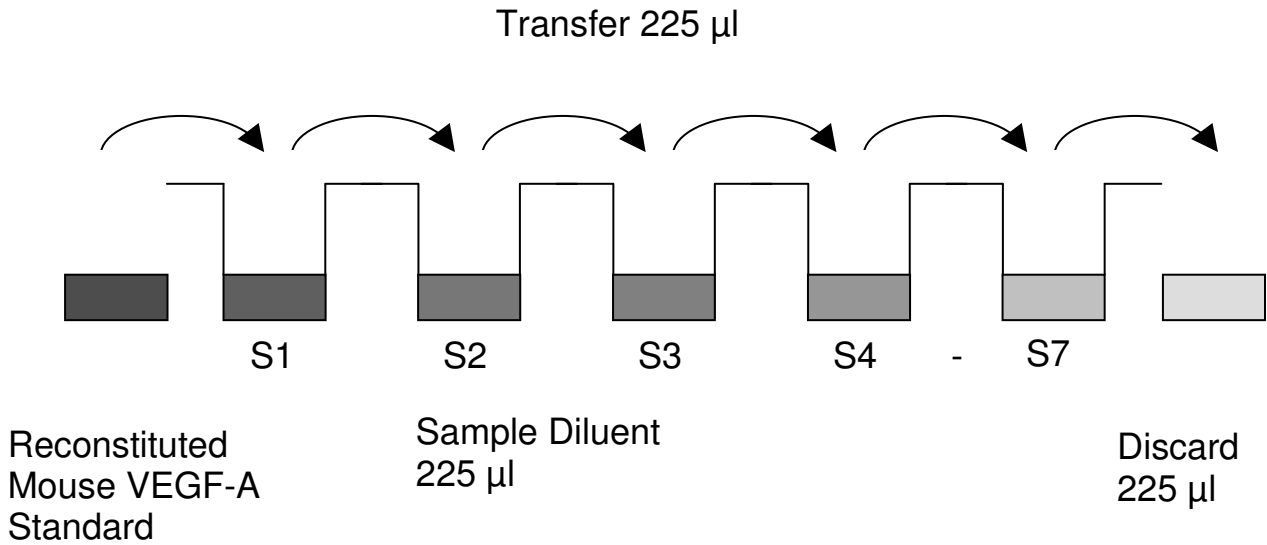 Transfer 225 µl
S1 S2 S3 S4 - S7
Reconstituted
Mouse VEGF-A
Standard
Sample Diluent
225 µl
Discard
225 µl